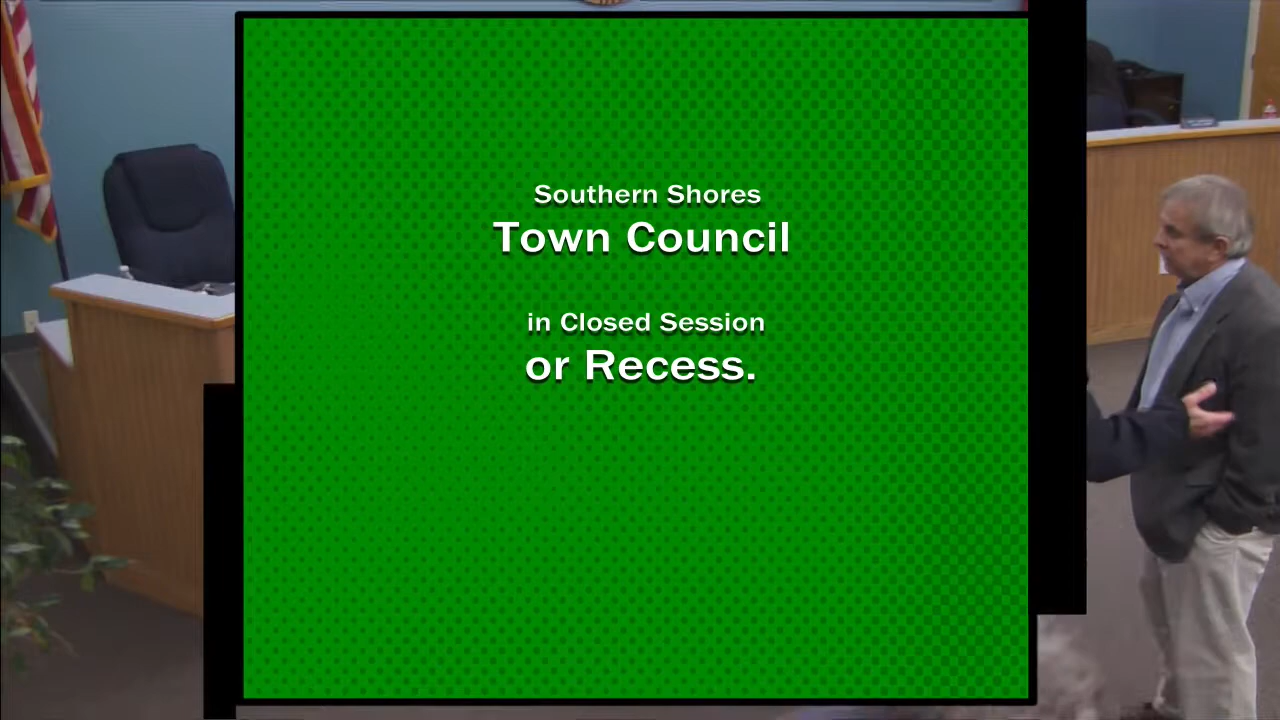 Southern Shores
Town Council
in Closed Session
or Recess.